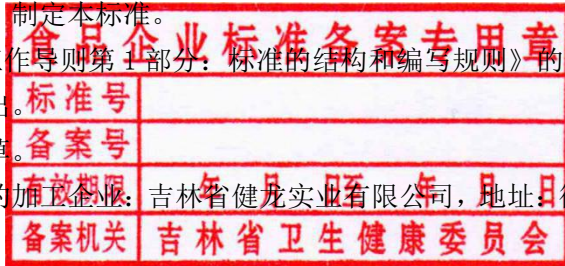 制定本标准。
食品企业标准备案专用章
工作导则第1部分：标准的结构和编写规则》的
标准号
备案号
有效期限 年 月 日至 年 月 日
的加工企业：吉林省健龙实业有限公司，地址：
备案机关 吉林省卫生健康委员会